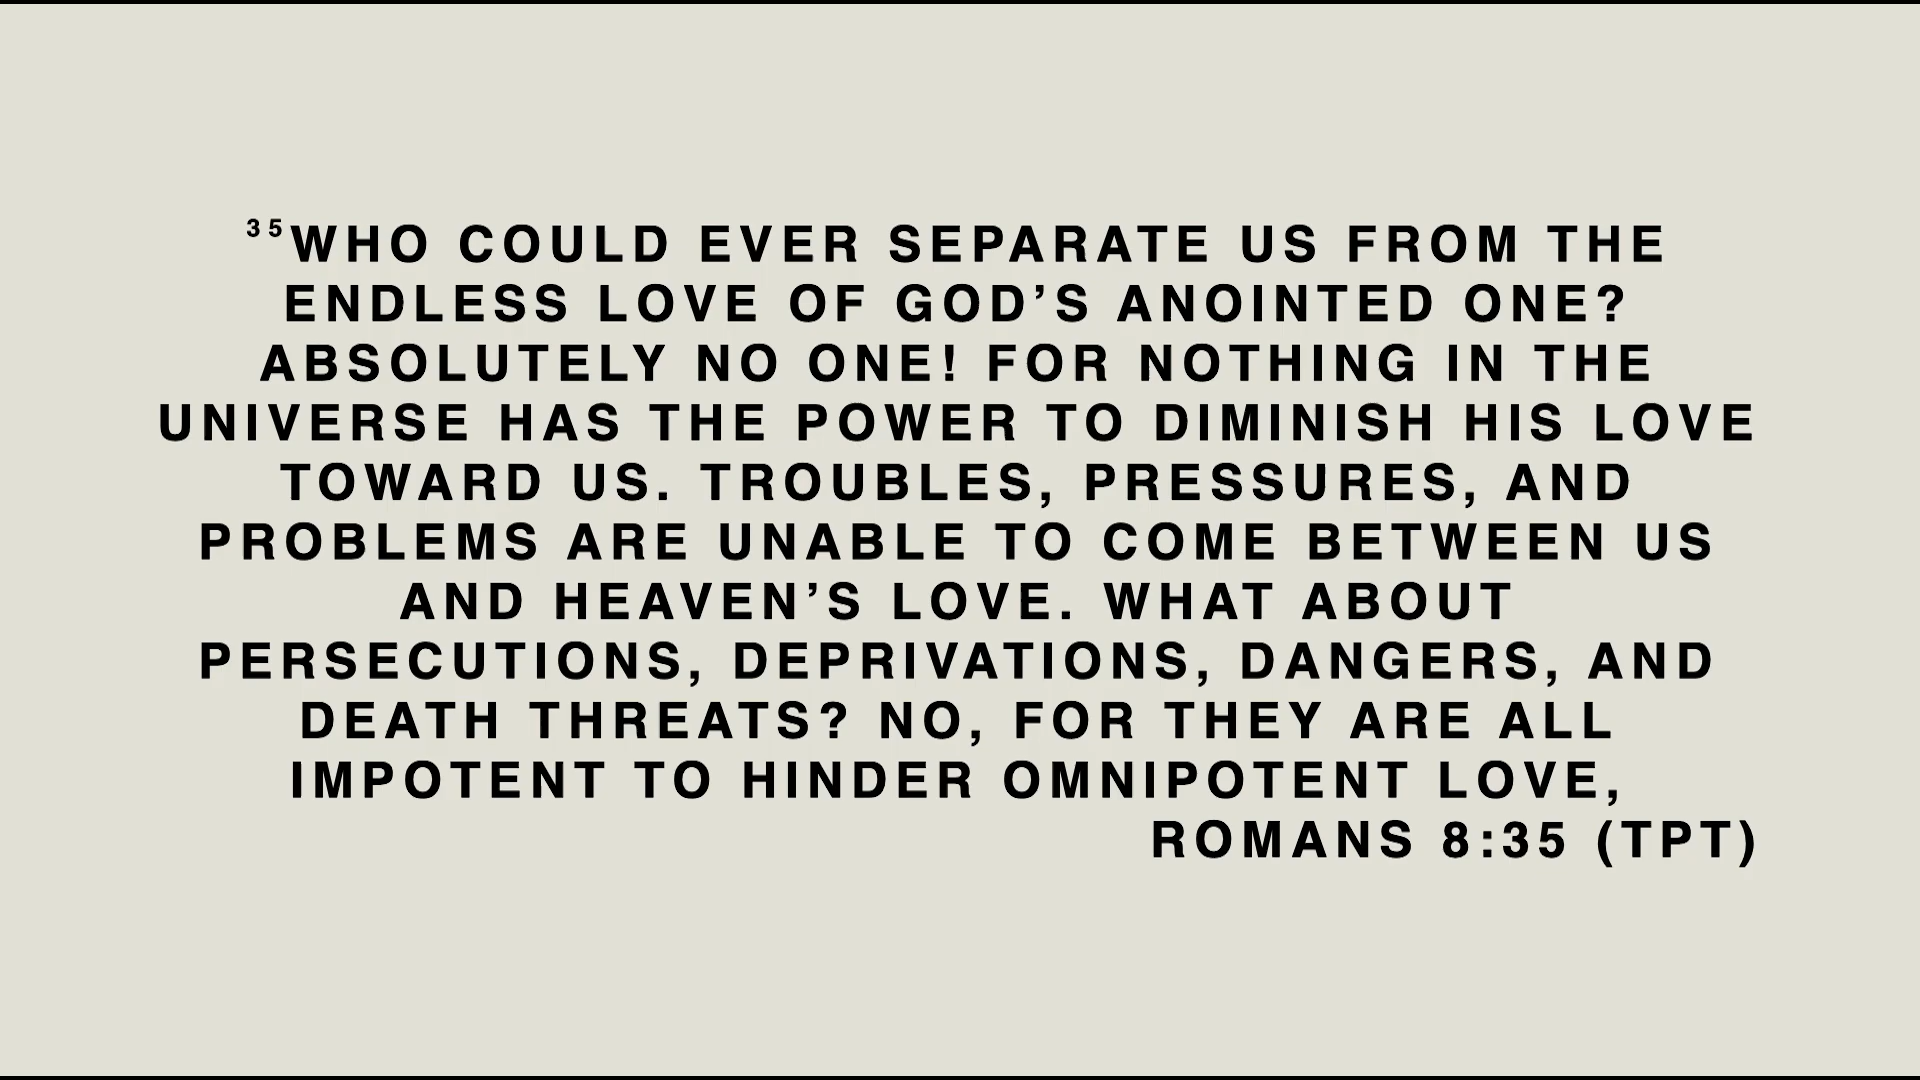 ³⁵WHO COULD EVER SEPARATE US FROM THE
ENDLESS LOVE OF GOD’S ANOINTED ONE?
ABSOLUTELY NO ONE! FOR NOTHING IN THE
UNIVERSE HAS THE POWER TO DIMINISH HIS LOVE
TOWARD US. TROUBLES, PRESSURES, AND
PROBLEMS ARE UNABLE TO COME BETWEEN US
AND HEAVEN’S LOVE. WHAT ABOUT
PERSECUTIONS, DEPRIVATIONS, DANGERS, AND
DEATH THREATS? NO, FOR THEY ARE ALL
IMPOTENT TO HINDER OMNIPOTENT LOVE,
ROMANS 8:35 (TPT)